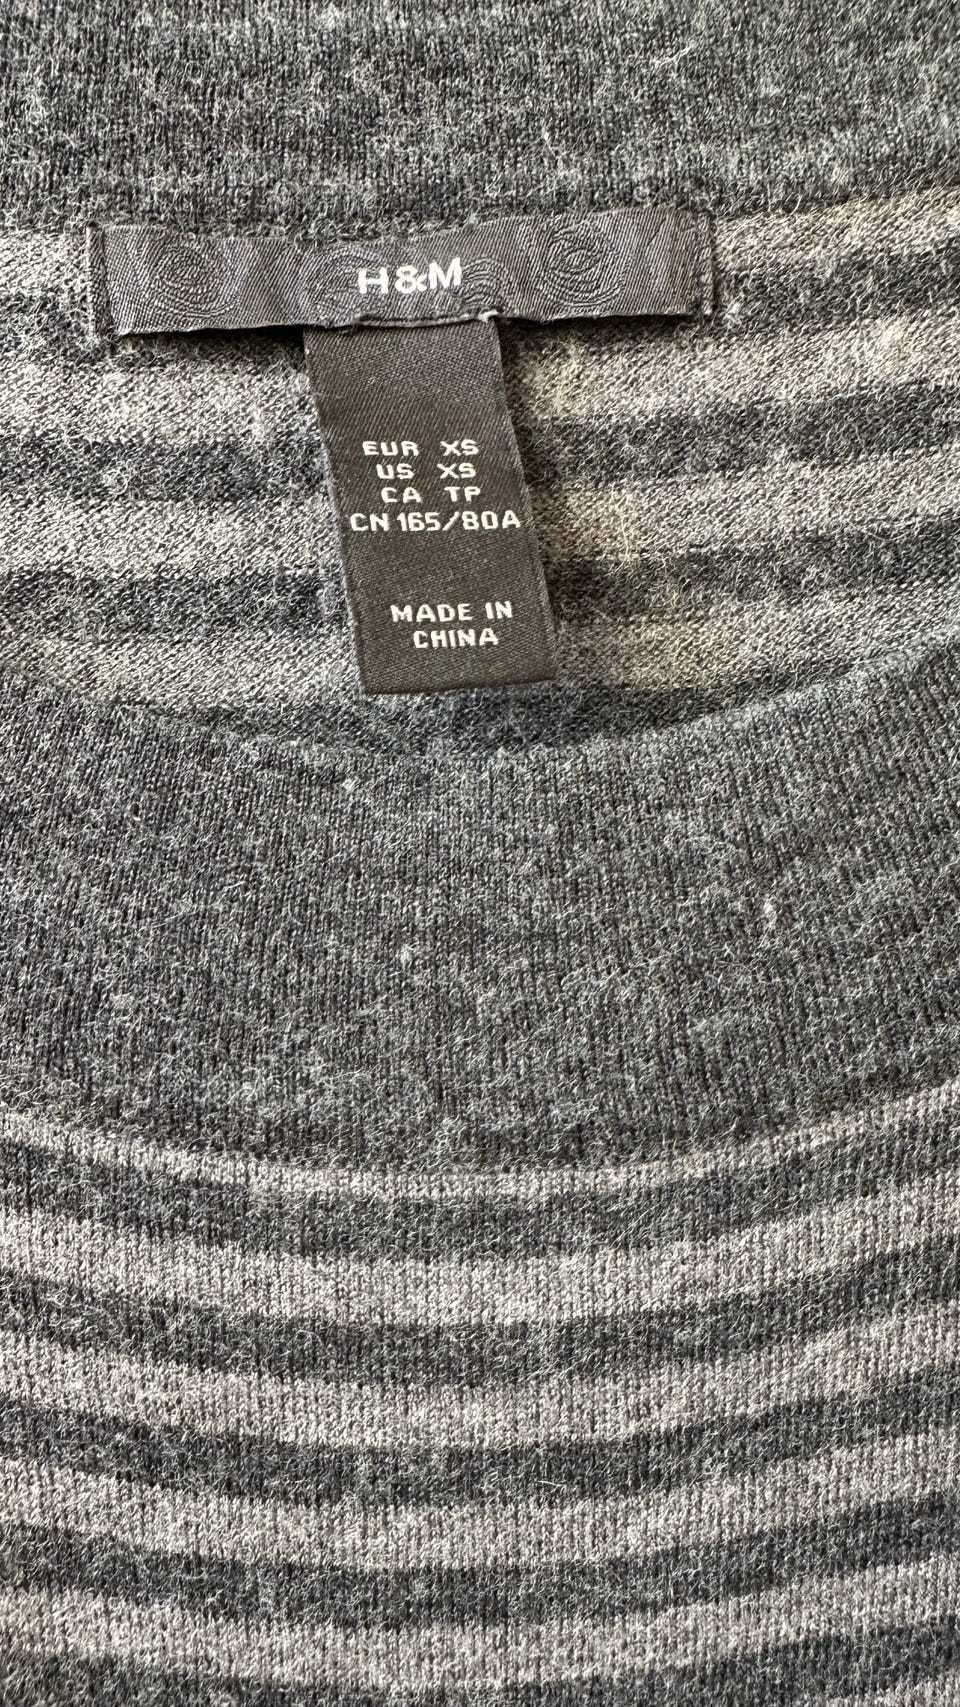 H&M
EUR XS
US XS
CA TP
CN 165/80A
MADE IN
CHINA